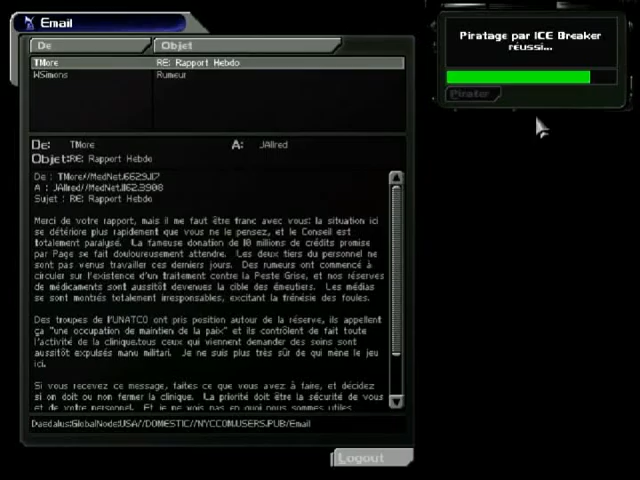 Email
De
Objet
TMore
RE: Rapport Hebdo
WSimons
Rumeur
De: TMore
A: JAllred
Objet:RE: Rapport Hebdo
De : TMore//MedNet.6629.117
A : JAllred//MedNet.1162.3908
Sujet : RE: Rapport Hebdo
Merci de votre rapport, mais il me faut être franc avec vous: la situation ici
se détériore plus rapidement que vous ne le pensez, et le Conseil est
totalement paralysé. La fameuse donation de 10 millions de crédits promise
par Page se fait douloureusement attendre. Les deux tiers du personnel ne
sont pas venus travailler ces derniers jours. Des rumeurs ont commencé à
circuler sur l'existence d'un traitement contre la Peste Grise, et nos réserves
de médicaments sont aussitôt devenues la cible des émeutiers. Les médias
se sont montrés totalement irresponsables, excitant la frénésie des foules.
Des troupes de l'UNATCO ont pris position autour de la réserve, ils appellent
ça "une occupation de maintien de la paix" et ils contrôlent de fait toute
l'activité de la clinique.tous ceux qui viennent demander des soins sont
aussitôt expulsés manu militari. Je ne suis plus très sûr de qui mène le jeu
ici.
Si vous recevez ce message, faites ce que vous avez à faire, et décidez
si on doit ou non fermer la clinique. La priorité doit être la sécurité de vous
et de votre personnel. Et je ne vois pas en quoi nous sommes utiles
Daedalus:GlobalNode:USA//DOMESTIC//NYCCOM.USERS.PUB/Email
Logout
Piratage par ICE Breaker
réussi...
Pirater